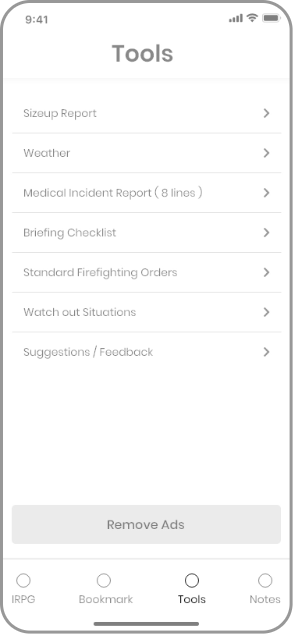 9:41
Tools
Sizeup Report
Weather
Medical Incident Report ( 8 lines )
Briefing Checklist
Standard Firefighting Orders
Watch out Situations
Suggestions / Feedback
Remove Ads
IRPG Bookmark Tools Notes